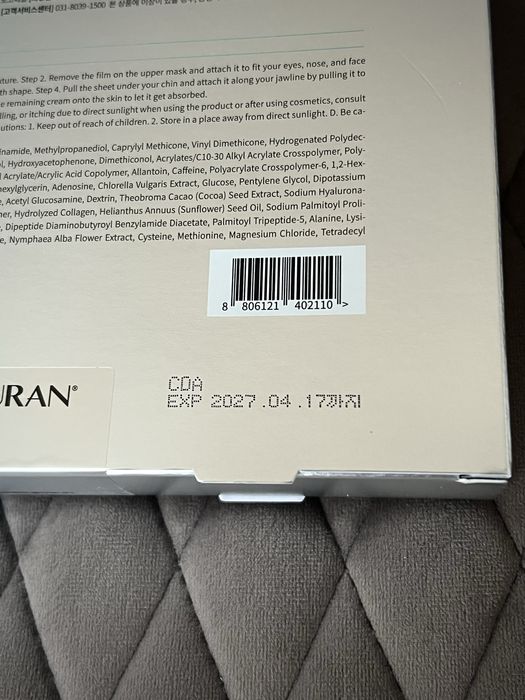 [고객서비스센터] 031-8039-1500 본 상품에 이상이 있을
ture. Step 2. Remove the film on the upper mask and attach it to fit your eyes, nose, and face
th shape. Step 4. Pull the sheet under your chin and attach it along your jawline by pulling it to
e remaining cream onto the skin to let it get absorbed.
lling, or itching due to direct sunlight when using the product or after using cosmetics, consult
utions: 1. Keep out of reach of children. 2. Store in a place away from direct sunlight. D. Be ca-
inamide, Methylpropanediol, Caprylyl Methicone, Vinyl Dimethicone, Hydrogenated Polydec-
l, Hydroxyacetophenone, Dimethiconol, Acrylates/C10-30 Alkyl Acrylate Crosspolymer, Poly-
l Acrylate/Acrylic Acid Copolymer, Allantoin, Caffeine, Polyacrylate Crosspolymer-6, 1,2-Hex-
hexylglycerin, Adenosine, Chlorella Vulgaris Extract, Glucose, Pentylene Glycol, Dipotassium
e, Acetyl Glucosamine, Dextrin, Theobroma Cacao (Cocoa) Seed Extract, Sodium Hyalurona-
mer, Hydrolyzed Collagen, Helianthus Annuus (Sunflower) Seed Oil, Sodium Palmitoyl Proli-
, Dipeptide Diaminobutyroyl Benzylamide Diacetate, Palmitoyl Tripeptide-5, Alanine, Lysi-
e, Nymphaea Alba Flower Extract, Cysteine, Methionine, Magnesium Chloride, Tetradecyl
8 806121 402110 >
URAN®
CDA
EXP 2027.04.17까지